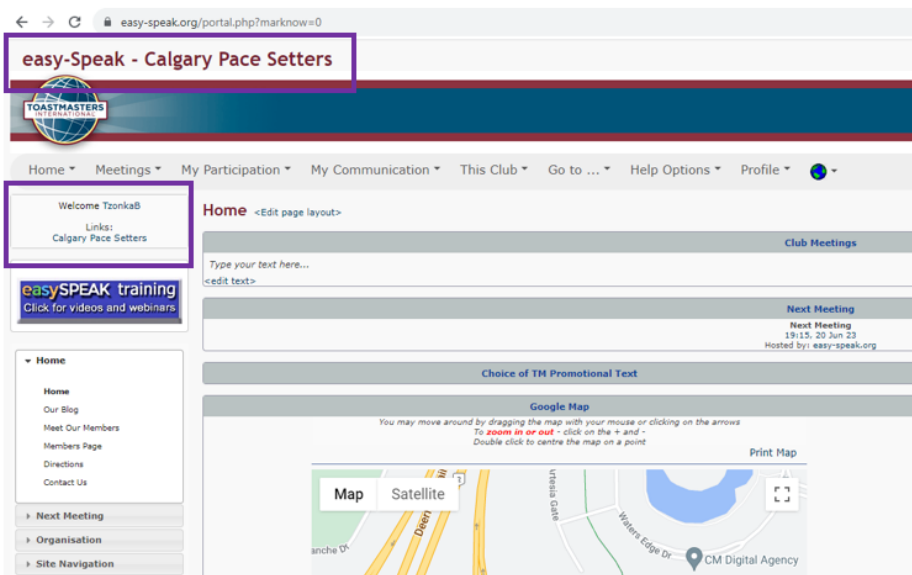 easy-speak.org/portal.php?marknow=0
easy-Speak - Calgary Pace Setters
TOASTMASTERS
INTERNATIONAL
Home Meetings My Participation My Communication This Club Go to ... Help Options Profile
Welcome TzonkaB
Links:
Calgary Pace Setters
Home <Edit page layout>
Club Meetings
Type your text here...
<edit text>
easySPEAK training
Click for videos and webinars
Next Meeting
Next Meeting
19:15, 20 Jun 23
Hosted by: easy-speak.org
Home
Home
Our Blog
Meet Our Members
Members Page
Directions
Contact Us
Next Meeting
Organisation
Site Navigation
Choice of TM Promotional Text
Google Map
You may move around by dragging the map with your mouse or clicking on the arrows
To zoom in or out - click on the + and -
Double click to centre the map on a point
Print Map
Map Satellite
Deer
anche Dr
rtesia Gate
Waters Edge Dr
CM Digital Agency